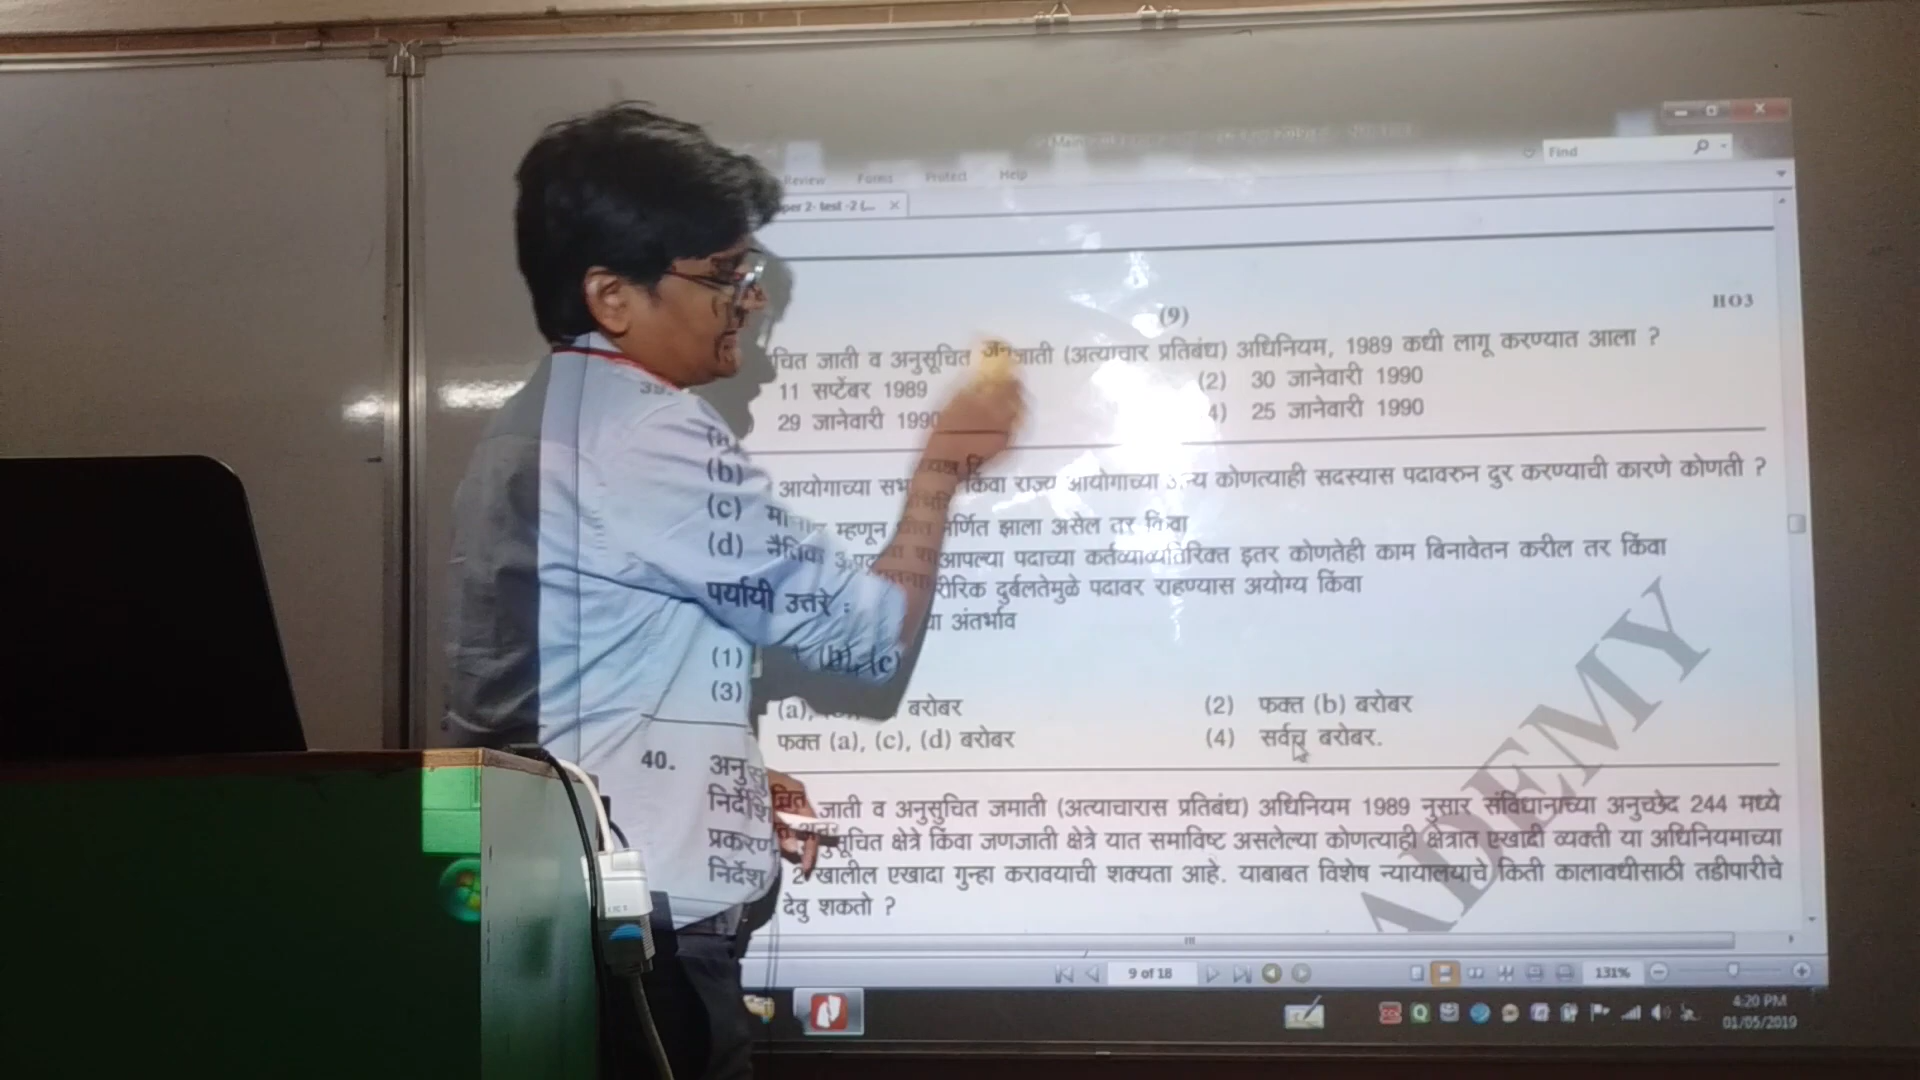 Review Forms Protect Help
Find
per 2- test -2 (... X
(9)
HO3
चित जाती व अनुसूचित जनजाती (अत्याचार प्रतिबंध) अधिनियम, 1989 कधी लागू करण्यात आला ?
11 सप्टेंबर 1989 (2) 30 जानेवारी 1990
29 जानेवारी 1990 4) 25 जानेवारी 1990
(b) आयोगाच्या किंवा राज्य आयोगाच्या कोणत्याही सदस्यास पदावरुन दुर करण्याची कारणे कोणती ?
(c) म्हणून झाला असेल तर किंवा
(d) नैतिक आपल्या पदाच्या कर्तव्याव्यतिरिक्त इतर कोणतेही काम बिनावेतन करील तर किंवा
पर्यायी उत्तरे : दुर्बलतेमुळे पदावर राहण्यास अयोग्य किंवा
अंतर्भाव
(1) (b), (c)
(3)
(a), बरोबर (2) फक्त (b) बरोबर
फक्त (a), (c), (d) बरोबर (4) सर्वच बरोबर.
40. जाती व अनुसुचित जमाती (अत्याचारास प्रतिबंध) अधिनियम 1989 नुसार संविधानाच्या अनुच्छेद 244 मध्ये
क्षेत्रे किंवा जणजाती क्षेत्रे यात समाविष्ट असलेल्या कोणत्याही क्षेत्रात एखादी व्यक्ती या अधिनियमाच्या
खालील एखादा गुन्हा करावयाची शक्यता आहे. याबाबत विशेष न्यायालयाचे किती कालावधीसाठी तडीपारीचे
देवु शकतो ?
ADEMY
9 of 18
131%
4:20 PM
01/05/2019